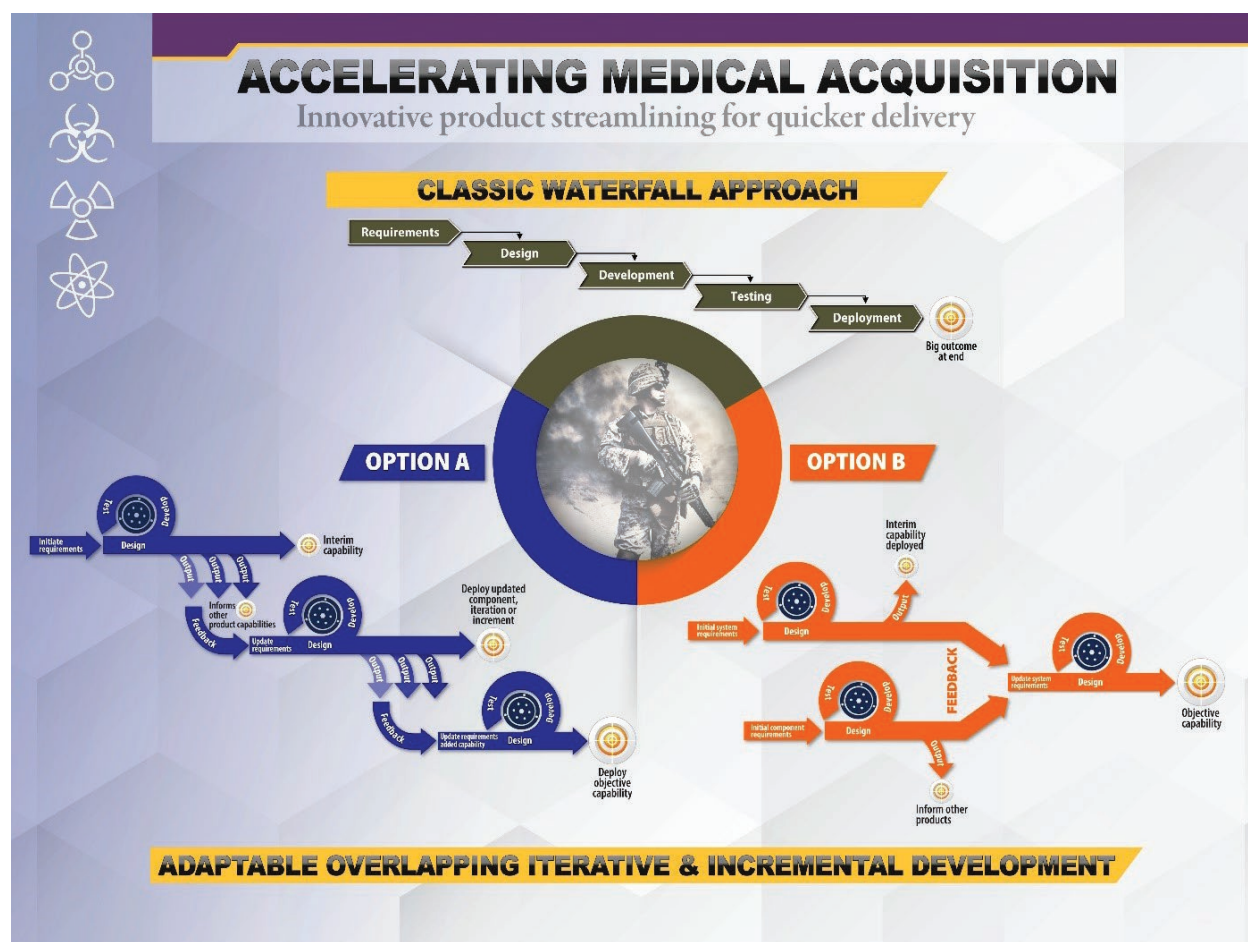 ACCELERATING MEDICAL ACQUISITION
Innovative product streamlining for quicker delivery
CLASSIC WATERFALL APPROACH
Requirements
Design
Development
Testing
Deployment
Big outcome
at end
OPTION A
Initiate
requirements
Test
Develop
Design
Interim
capability
Output
Output
Output
Informs
other
product capabilities
Feedback
Update
requirements
Test
Develop
Design
Deploy updated
component,
iteration or
increment
Output
Output
Output
Feedback
Update requirements
added capability
Test
Develop
Design
Deploy
objective
capability
OPTION B
Initial system
requirements
Test
Develop
Design
Output
Interim
capability
deployed
FEEDBACK
Initial component
requirements
Test
Develop
Design
Output
Inform other
products
Update system
requirements
Test
Develop
Design
Objective
capability
ADAPTABLE OVERLAPPING ITERATIVE & INCREMENTAL DEVELOPMENT